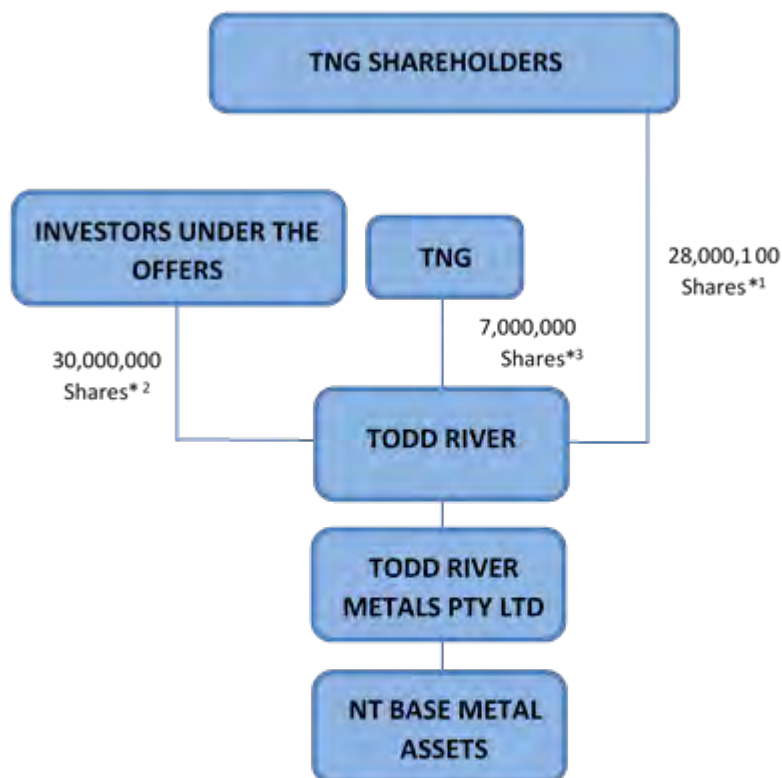 TNG SHAREHOLDERS
INVESTORS UNDER THE
OFFERS
TNG
28,000,100
Shares*1
7,000,000
Shares*3
30,000,000
Shares* 2
TODD RIVER
TODD RIVER
METALS PTY LTD
NT BASE METAL
ASSETS